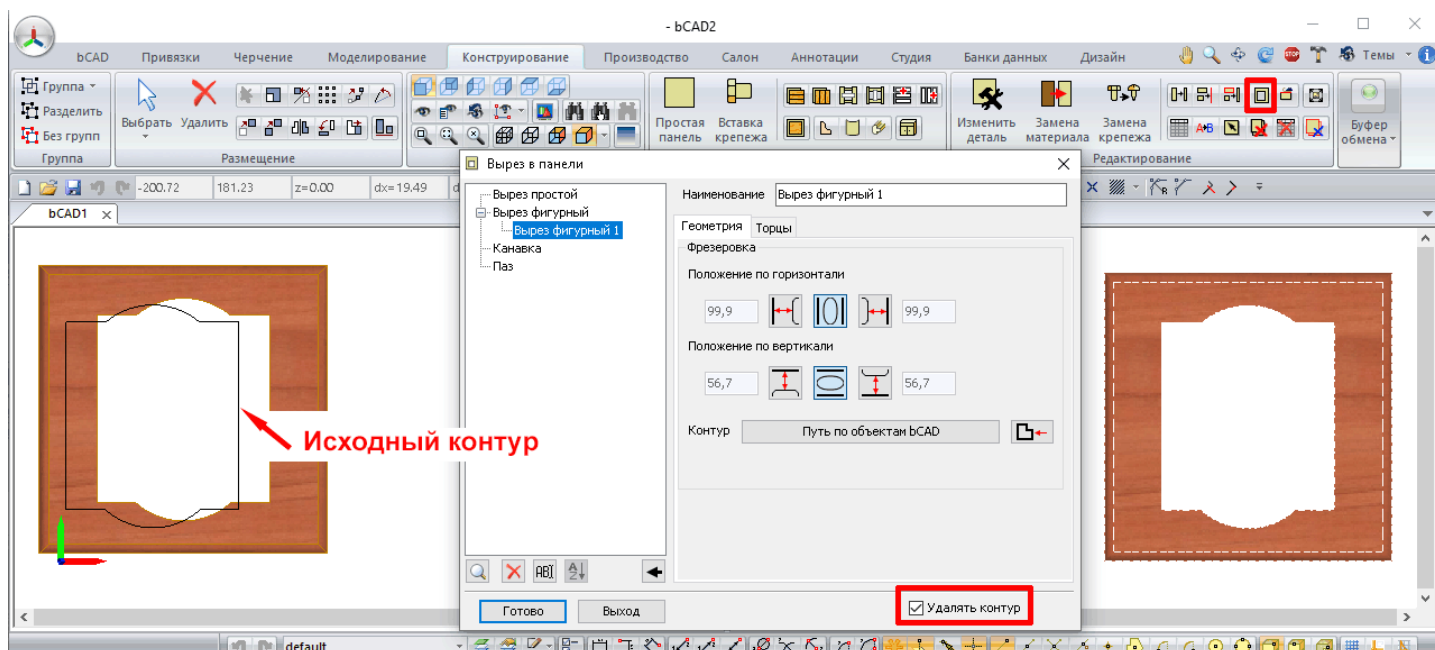 - bCAD2
bCAD Привязки Черчение Моделирование Конструирование Производство Салон Аннотации Студия Банки данных Дизайн STOP Темы
Группа
Разделить
Без групп
Выбрать Удалить
Простая панель
Вставка крепежа
Изменить деталь
Замена материала
Замена крепежа
Буфер обмена
Группа Размещение Редактирование
-200.72 181.23 z=0.00 dx=19.49 d
bCAD1
Вырез в панели
Вырез простой
Вырез фигурный
Вырез фигурный 1
Канавка
Паз
Наименование Вырез фигурный 1
Геометрия Торцы
Фрезеровка
Положение по горизонтали
99,9 99,9
Положение по вертикали
56,7 56,7
Контур Путь по объектам bCAD
Исходный контур
Готово Выход Удалять контур
default